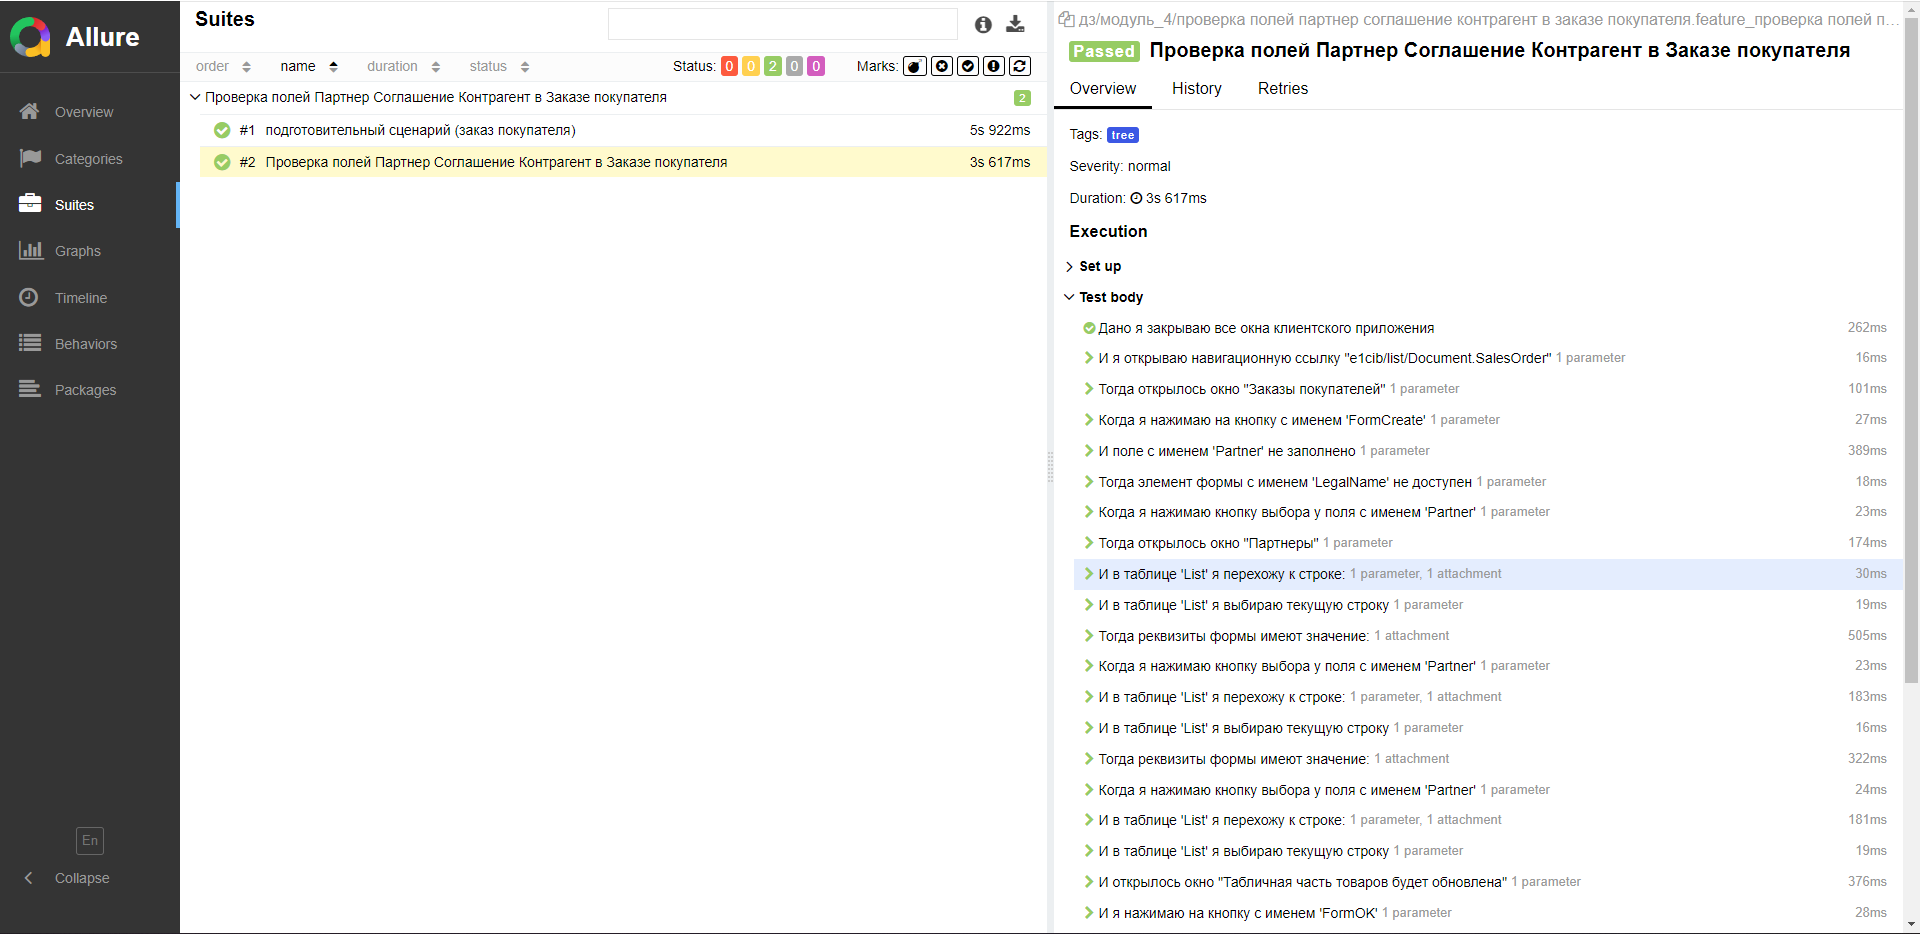 Allure
Overview
Categories
Suites
Graphs
Timeline
Behaviors
Packages
En
Collapse
Suites
order name duration status Status: 0 0 2 0 0 Marks:
Проверка полей Партнер Соглашение Контрагент в Заказе покупателя 2
#1 подготовительный сценарий (заказ покупателя) 5s 922ms
#2 Проверка полей Партнер Соглашение Контрагент в Заказе покупателя 3s 617ms
дз/модуль_4/проверка полей партнер соглашение контрагент в заказе покупателя.feature_проверка полей п...
Passed Проверка полей Партнер Соглашение Контрагент в Заказе покупателя
Overview History Retries
Tags: tree
Severity: normal
Duration: 3s 617ms
Execution
Set up
Test body
Дано я закрываю все окна клиентского приложения 262ms
И я открываю навигационную ссылку "e1cib/list/Document.SalesOrder" 1 parameter 16ms
Тогда открылось окно "Заказы покупателей" 1 parameter 101ms
Когда я нажимаю на кнопку с именем 'FormCreate' 1 parameter 27ms
И поле с именем 'Partner' не заполнено 1 parameter 389ms
Тогда элемент формы с именем 'LegalName' не доступен 1 parameter 18ms
Когда я нажимаю кнопку выбора у поля с именем 'Partner' 1 parameter 23ms
Тогда открылось окно "Партнеры" 1 parameter 174ms
И в таблице 'List' я перехожу к строке: 1 parameter, 1 attachment 30ms
И в таблице 'List' я выбираю текущую строку 1 parameter 19ms
Тогда реквизиты формы имеют значение: 1 attachment 505ms
Когда я нажимаю кнопку выбора у поля с именем 'Partner' 1 parameter 23ms
И в таблице 'List' я перехожу к строке: 1 parameter, 1 attachment 183ms
И в таблице 'List' я выбираю текущую строку 1 parameter 16ms
Тогда реквизиты формы имеют значение: 1 attachment 322ms
Когда я нажимаю кнопку выбора у поля с именем 'Partner' 1 parameter 24ms
И в таблице 'List' я перехожу к строке: 1 parameter, 1 attachment 181ms
И в таблице 'List' я выбираю текущую строку 1 parameter 19ms
И открылось окно "Табличная часть товаров будет обновлена" 1 parameter 376ms
И я нажимаю на кнопку с именем 'FormOK' 1 parameter 28ms